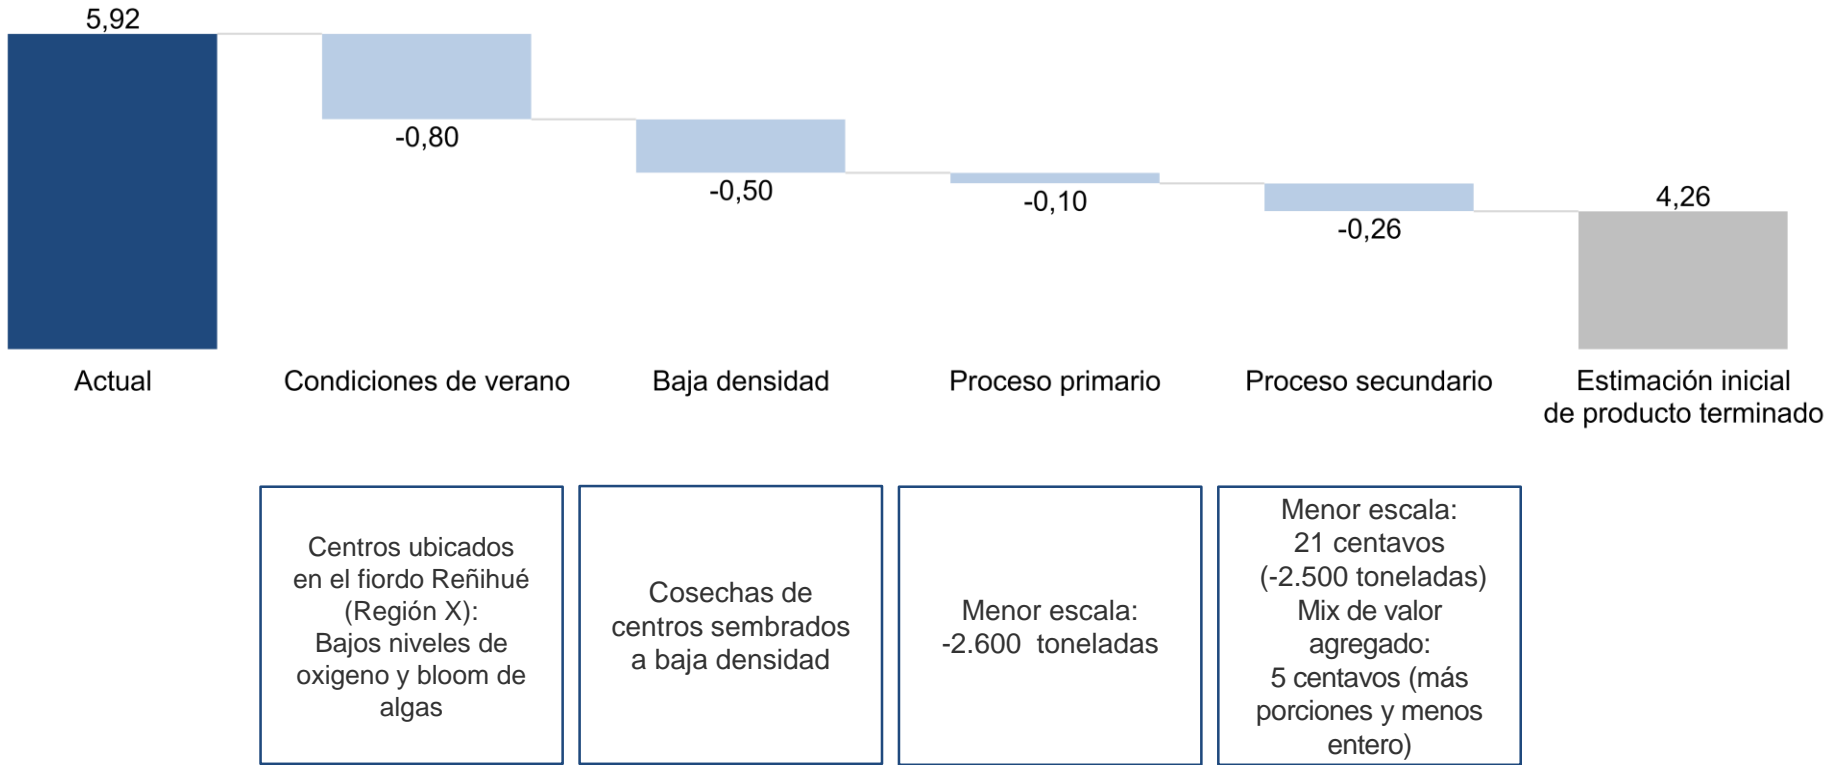 5,92
-0,80
-0,50
-0,10
-0,26
4,26
Actual
Condiciones de verano
Baja densidad
Proceso primario
Proceso secundario
Estimación inicial
de producto terminado
Centros ubicados
en el fiordo Reñihué
(Región X):
Bajos niveles de
oxigeno y bloom de
algas
Cosechas de
centros sembrados
a baja densidad
Menor escala:
-2.600 toneladas
Menor escala:
21 centavos
(-2.500 toneladas)
Mix de valor
agregado:
5 centavos (más
porciones y menos
entero)